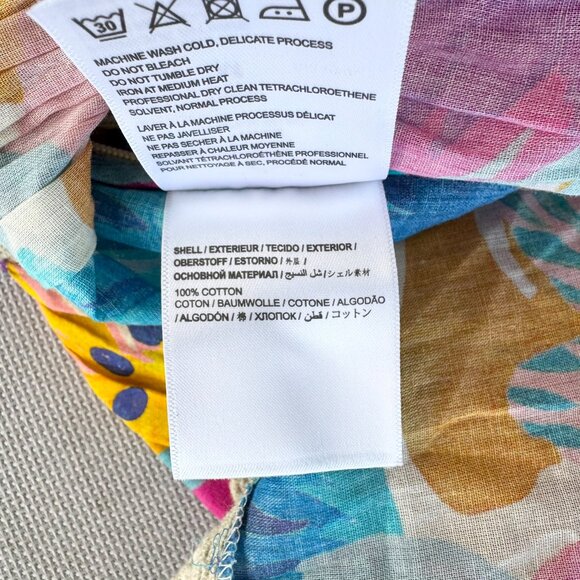 30
P
MACHINE WASH COLD, DELICATE PROCESS
DO NOT BLEACH
DO NOT TUMBLE DRY
IRON AT MEDIUM HEAT
PROFESSIONAL DRY CLEAN TETRACHLOROETHENE
SOLVENT, NORMAL PROCESS
LAVER À LA MACHINE PROCESSUS DÉLICAT
NE PAS JAVELLISER
NE PAS SÉCHER À LA MACHINE
REPASSER À CHALEUR MOYENNE
SOLVANT TÉTRACHLOROÉTHÈNE PROFESSIONNEL
POUR NETTOYAGE À SEC, PROCÉDÉ NORMAL
SHELL / EXTERIEUR / TECIDO / EXTERIOR /
OBERSTOFF / ESTORNO / 外层 /
ОСНОВНОЙ МАТЕРИАЛ / شل النسيج / シェル素材
100% COTTON
COTON / BAUMWOLLE / COTONE / ALGODÃO
/ ALGODÓN / 棉 / ХЛОПОК / قطن / コットン